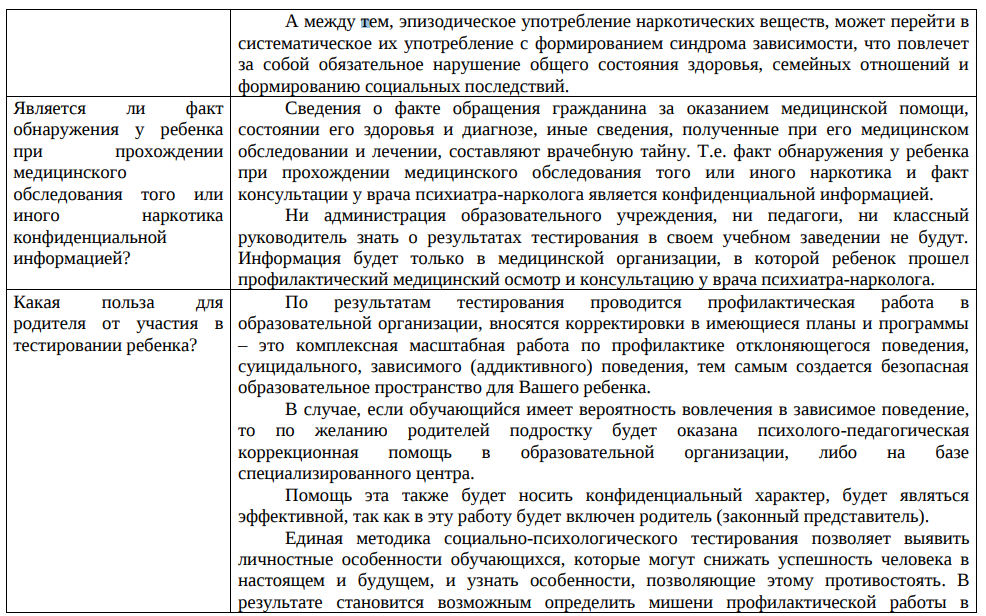 А между тем, эпизодическое употребление наркотических веществ, может перейти в
систематическое их употребление с формированием синдрома зависимости, что повлечет
за собой обязательное нарушение общего состояния здоровья, семейных отношений и
формированию социальных последствий.
Является ли факт
обнаружения у ребенка
при прохождении
медицинского
обследования того или
иного наркотика
конфиденциальной
информацией?
Сведения о факте обращения гражданина за оказанием медицинской помощи,
состоянии его здоровья и диагнозе, иные сведения, полученные при его медицинском
обследовании и лечении, составляют врачебную тайну. Т.е. факт обнаружения у ребенка
при прохождении медицинского обследования того или иного наркотика и факт
консультации у врача психиатра-нарколога является конфиденциальной информацией.
Ни администрация образовательного учреждения, ни педагоги, ни классный
руководитель знать о результатах тестирования в своем учебном заведении не будут.
Информация будет только в медицинской организации, в которой ребенок прошел
профилактический медицинский осмотр и консультацию у врача психиатра-нарколога.
Какая польза для
родителя от участия в
тестировании ребенка?
По результатам тестирования проводится профилактическая работа в
образовательной организации, вносятся корректировки в имеющиеся планы и программы
– это комплексная масштабная работа по профилактике отклоняющегося поведения,
суицидального, зависимого (аддиктивного) поведения, тем самым создается безопасная
образовательное пространство для Вашего ребенка.
В случае, если обучающийся имеет вероятность вовлечения в зависимое поведение,
то по желанию родителей подростку будет оказана психолого-педагогическая
коррекционная помощь в образовательной организации, либо на базе
специализированного центра.
Помощь эта также будет носить конфиденциальный характер, будет являться
эффективной, так как в эту работу будет включен родитель (законный представитель).
Единая методика социально-психологического тестирования позволяет выявить
личностные особенности обучающихся, которые могут снижать успешность человека в
настоящем и будущем, и узнать особенности, позволяющие этому противостоять. В
результате становится возможным определить мишени профилактической работы в